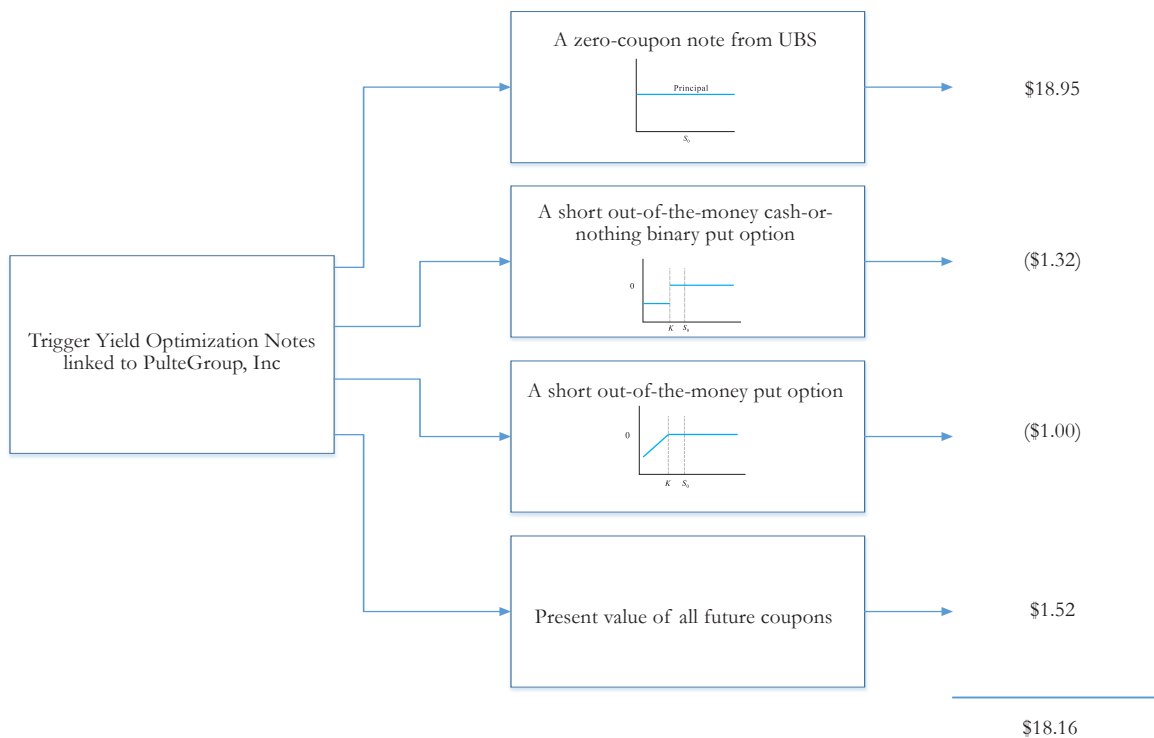 A zero-coupon note from UBS
Principal
S0
$18.95
A short out-of-the-money cash-or-
nothing binary put option
0
K S0
($1.32)
Trigger Yield Optimization Notes
linked to PulteGroup, Inc
A short out-of-the-money put option
0
K S0
($1.00)
Present value of all future coupons
$1.52
$18.16